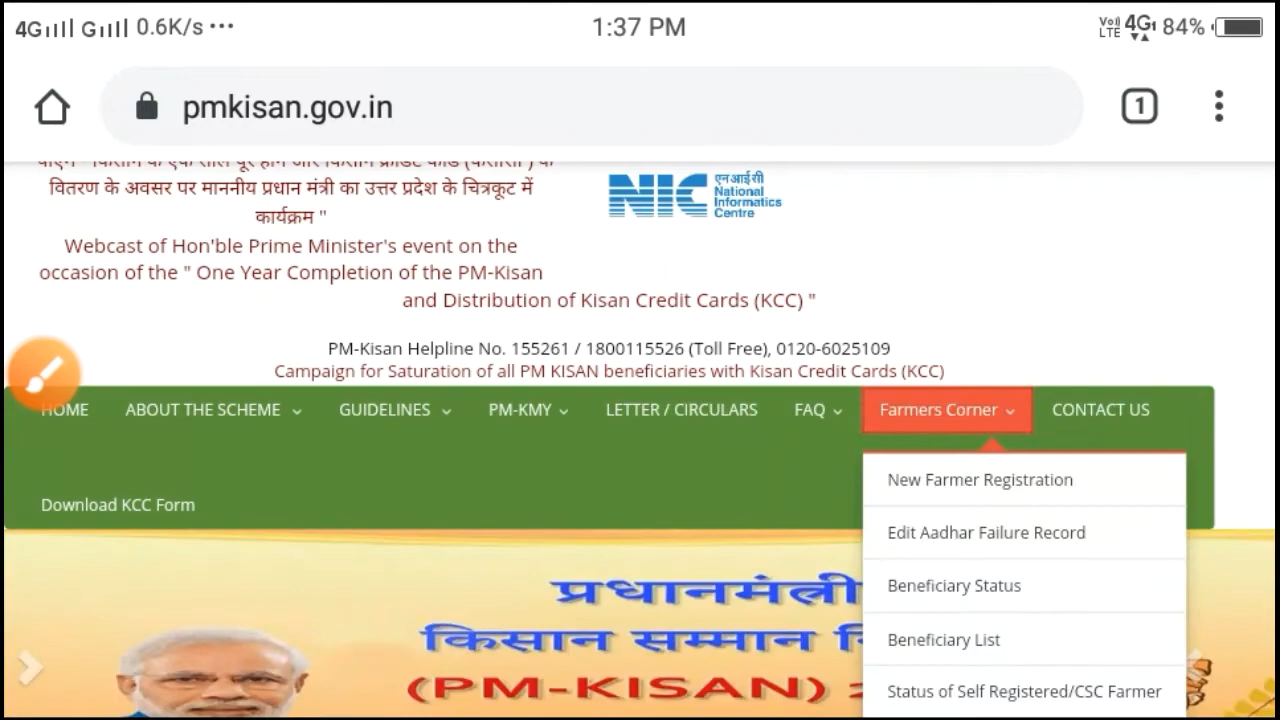 4G G 0.6K/s ···
1:37 PM
Vo)) LTE 4G 84%
pmkisan.gov.in
1
वितरण के अवसर पर माननीय प्रधान मंत्री का उत्तर प्रदेश के चित्रकूट में
कार्यक्रम "
Webcast of Hon'ble Prime Minister's event on the
occasion of the " One Year Completion of the PM-Kisan
and Distribution of Kisan Credit Cards (KCC) "
NIC एनआईसी
National
Informatics
Centre
PM-Kisan Helpline No. 155261 / 1800115526 (Toll Free), 0120-6025109
Campaign for Saturation of all PM KISAN beneficiaries with Kisan Credit Cards (KCC)
HOME ABOUT THE SCHEME GUIDELINES PM-KMY LETTER / CIRCULARS FAQ Farmers Corner CONTACT US
Download KCC Form
New Farmer Registration
Edit Aadhar Failure Record
Beneficiary Status
Beneficiary List
Status of Self Registered/CSC Farmer
प्रधानमंत्री
किसान सम्मान
(PM-KISAN)